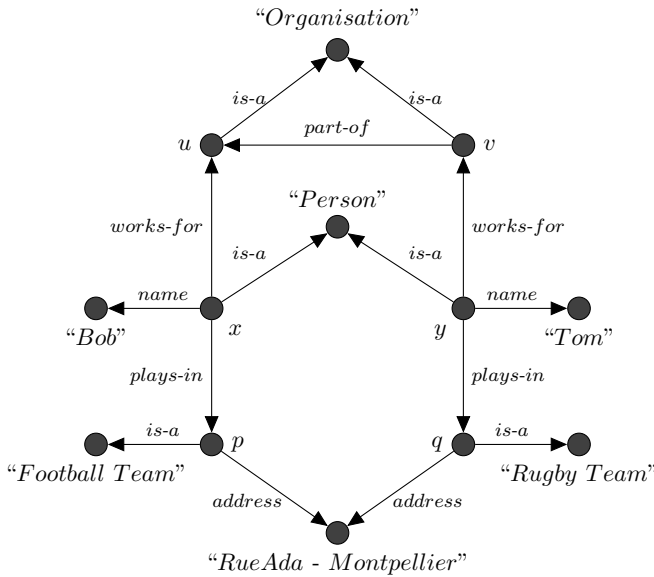 “Organisation”
is-a
is-a
part-of
u
v
“Person”
works-for
works-for
is-a
is-a
name
name
“Bob”
x
y
“Tom”
plays-in
plays-in
is-a
p
q
is-a
“Football Team”
“Rugby Team”
address
address
“RueAda - Montpellier”